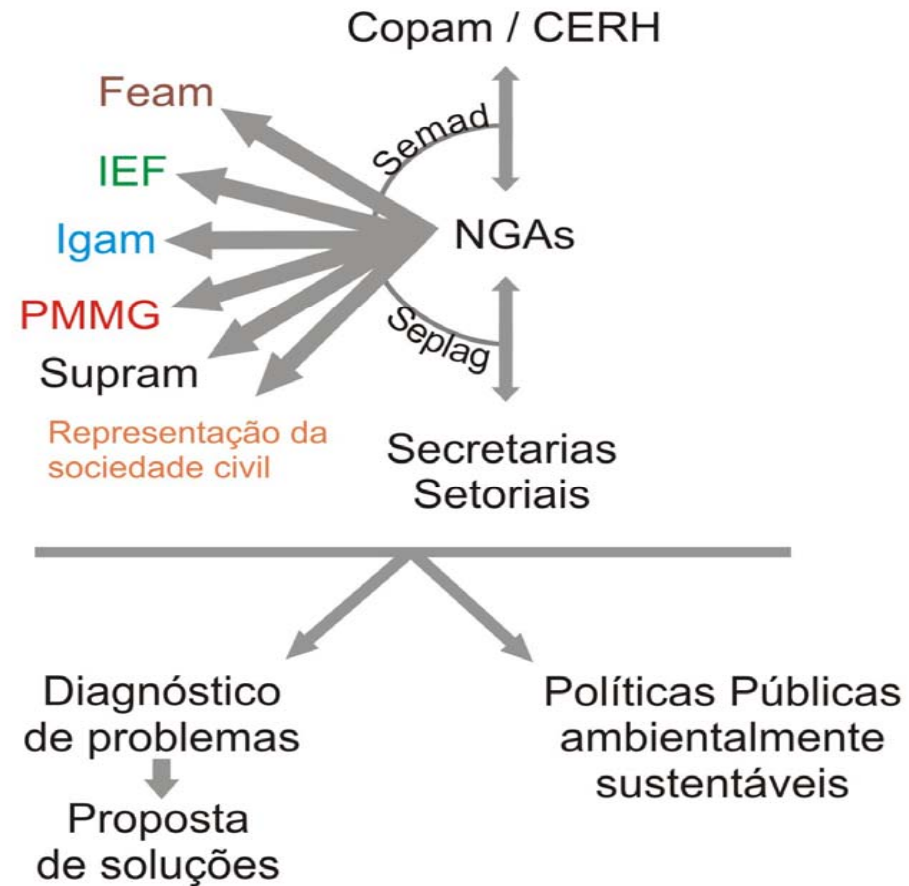 Copam / CERH
Feam
Semad
IEF
Igam
NGAs
PMMG
Seplag
Supram
Representação da
sociedade civil
Secretarias
Setoriais
Diagnóstico
de problemas
Proposta
de soluções
Políticas Públicas
ambientalmente
sustentáveis